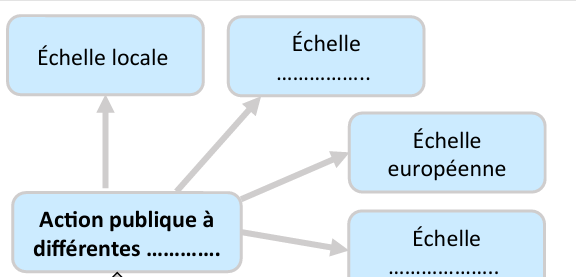 Échelle locale
Échelle
……………..
Échelle
européenne
Action publique à
différentes ………….
Échelle
………………..